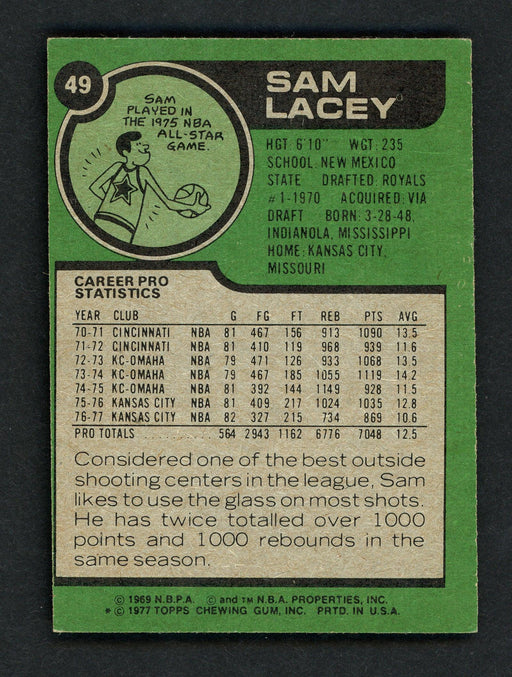 49
SAM
PLAYED IN
THE 1975 NBA
ALL-STAR
GAME.
SAM
LACEY
HGT: 6'10" WGT: 235
SCHOOL: NEW MEXICO
STATE DRAFTED: ROYALS
#1-1970 ACQUIRED: VIA
DRAFT BORN: 3-28-48,
INDIANOLA, MISSISSIPPI
HOME: KANSAS CITY,
MISSOURI
CAREER PRO
STATISTICS
YEAR CLUB G FG FT REB PTS AVG
70-71 CINCINNATI NBA 81 467 156 913 1090 13.5
71-72 CINCINNATI NBA 81 410 119 968 939 11.6
72-73 KC-OMAHA NBA 79 471 126 933 1068 13.5
73-74 KC-OMAHA NBA 79 467 185 1055 1119 14.2
74-75 KC-OMAHA NBA 81 392 144 1149 928 11.5
75-76 KANSAS CITY NBA 81 409 217 1024 1035 12.8
76-77 KANSAS CITY NBA 82 327 215 734 869 10.6
PRO TOTALS 564 2943 1162 6776 7048 12.5
Considered one of the best outside
shooting centers in the league, Sam
likes to use the glass on most shots.
He has twice totalled over 1000
points and 1000 rebounds in the
same season.
© 1969 N.B.P.A. © and TM N.B.A. PROPERTIES, INC.
* © 1977 TOPPS CHEWING GUM, INC. PRTD. IN U.S.A.